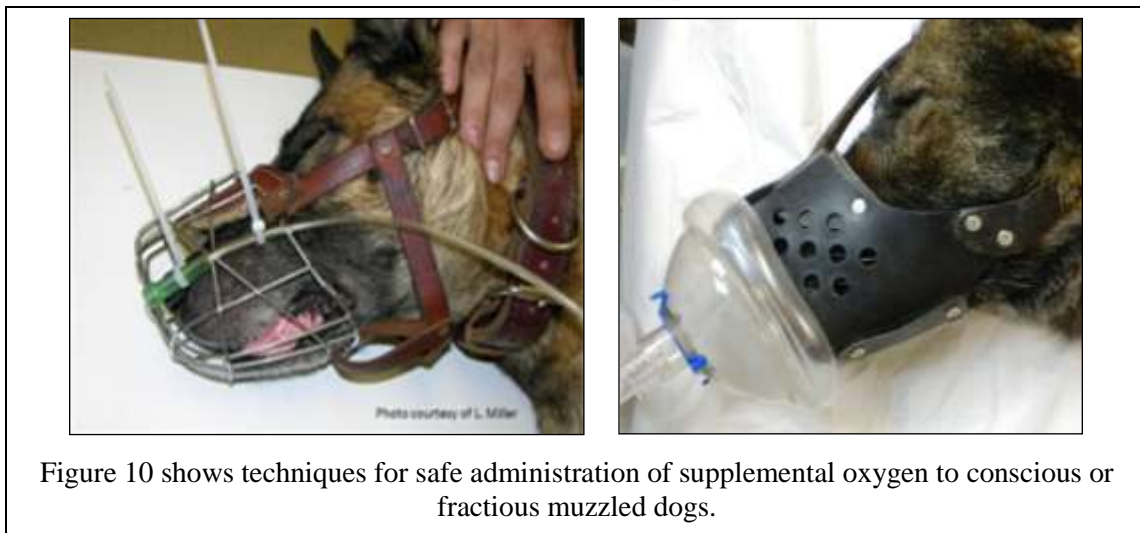 Photo courtesy of L. Miller
Figure 10 shows techniques for safe administration of supplemental oxygen to conscious or
fractious muzzled dogs.